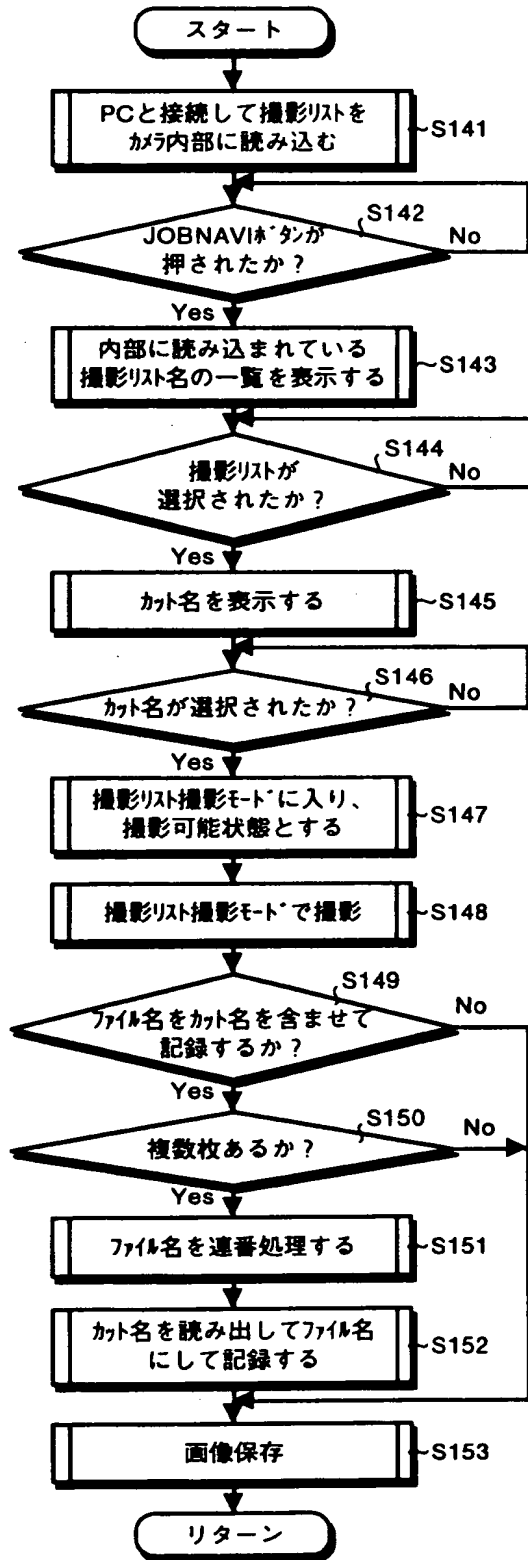 スタート
PCと接続して撮影リストを
ｶﾒﾗ内部に読み込む
S141
S142
JOBNAVIﾎﾞﾀﾝが
押されたか？
No
Yes
内部に読み込まれている
撮影リスト名の一覧を表示する
S143
S144
撮影ﾘｽﾄが
選択されたか？
No
Yes
ｶｯﾄ名を表示する
S145
S146
ｶｯﾄ名が選択されたか？
No
Yes
撮影ﾘｽﾄ撮影ﾓｰﾄﾞに入り、
撮影可能状態とする
S147
撮影ﾘｽﾄ撮影ﾓｰﾄﾞで撮影
S148
S149
ﾌｧｲﾙ名をｶｯﾄ名を含ませて
記録するか？
No
Yes
S150
複数枚あるか？
No
Yes
ﾌｧｲﾙ名を連番処理する
S151
ｶｯﾄ名を読み出してﾌｧｲﾙ名
にして記録する
S152
画像保存
S153
リターン